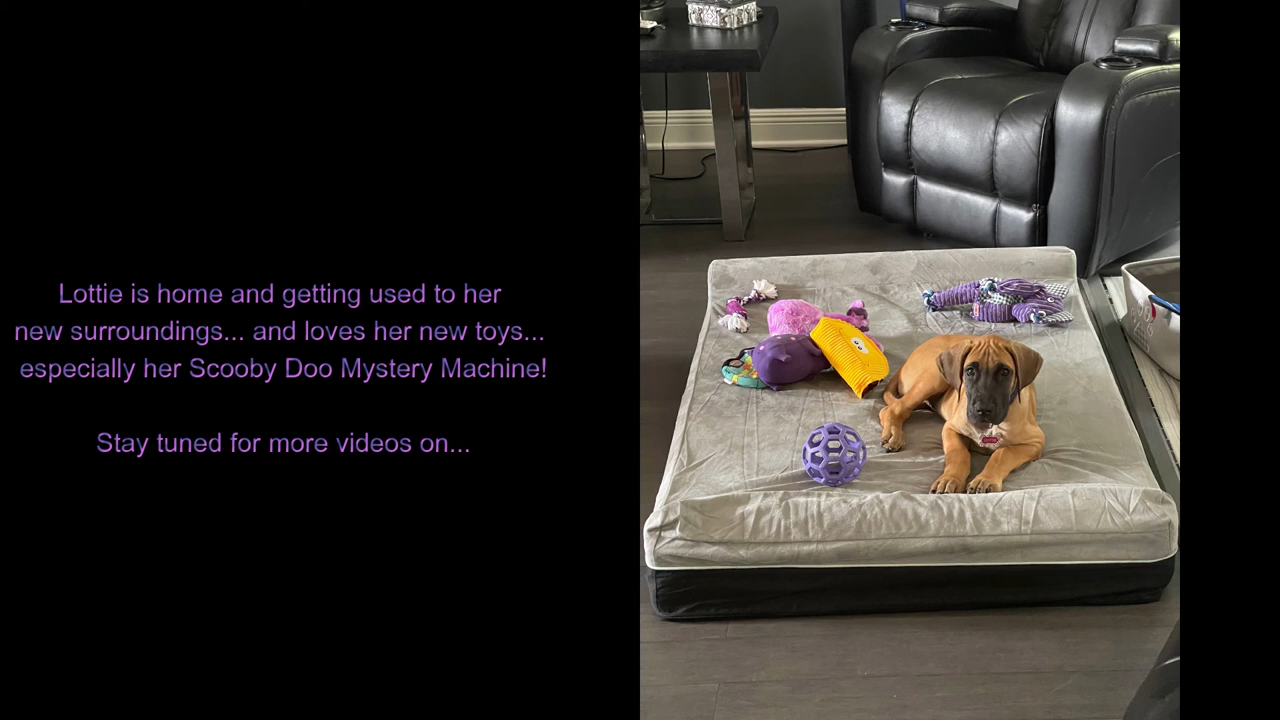 Lottie is home and getting used to her
new surroundings... and loves her new toys...
especially her Scooby Doo Mystery Machine!
Stay tuned for more videos on...